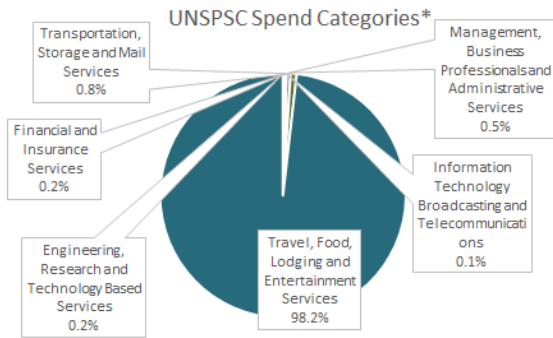 UNSPSC Spend Categories*
Transportation,
Storage and Mail
Services
0.8%
Management,
Business
Professionals and
Administrative
Services
0.5%
Financial and
Insurance
Services
0.2%
Information
Technology
Broadcasting and
Telecommunicati
ons
0.1%
Engineering,
Research and
Technology Based
Services
0.2%
Travel, Food,
Lodging and
Entertainment
Services
98.2%